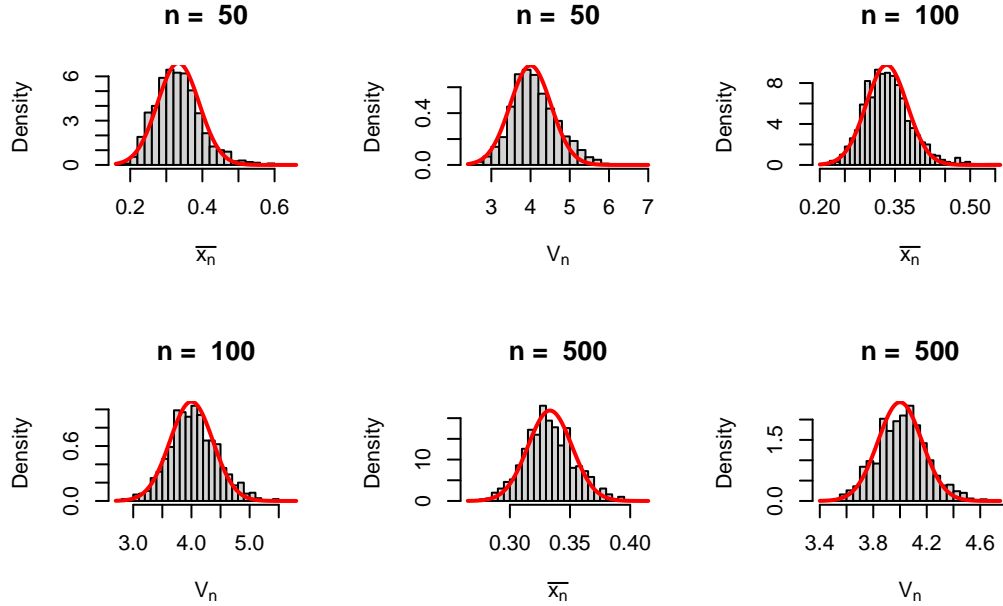 n = 50
Density
0 3 6
0.2 0.4 0.6
x̅ₙ
n = 50
Density
0.0 0.4
3 4 5 6 7
Vₙ
n = 100
Density
0 4 8
0.20 0.35 0.50
x̅ₙ
n = 100
Density
0.0 0.6
3.0 4.0 5.0
Vₙ
n = 500
Density
0 10
0.30 0.35 0.40
x̅ₙ
n = 500
Density
0.0 1.5
3.4 3.8 4.2 4.6
Vₙ